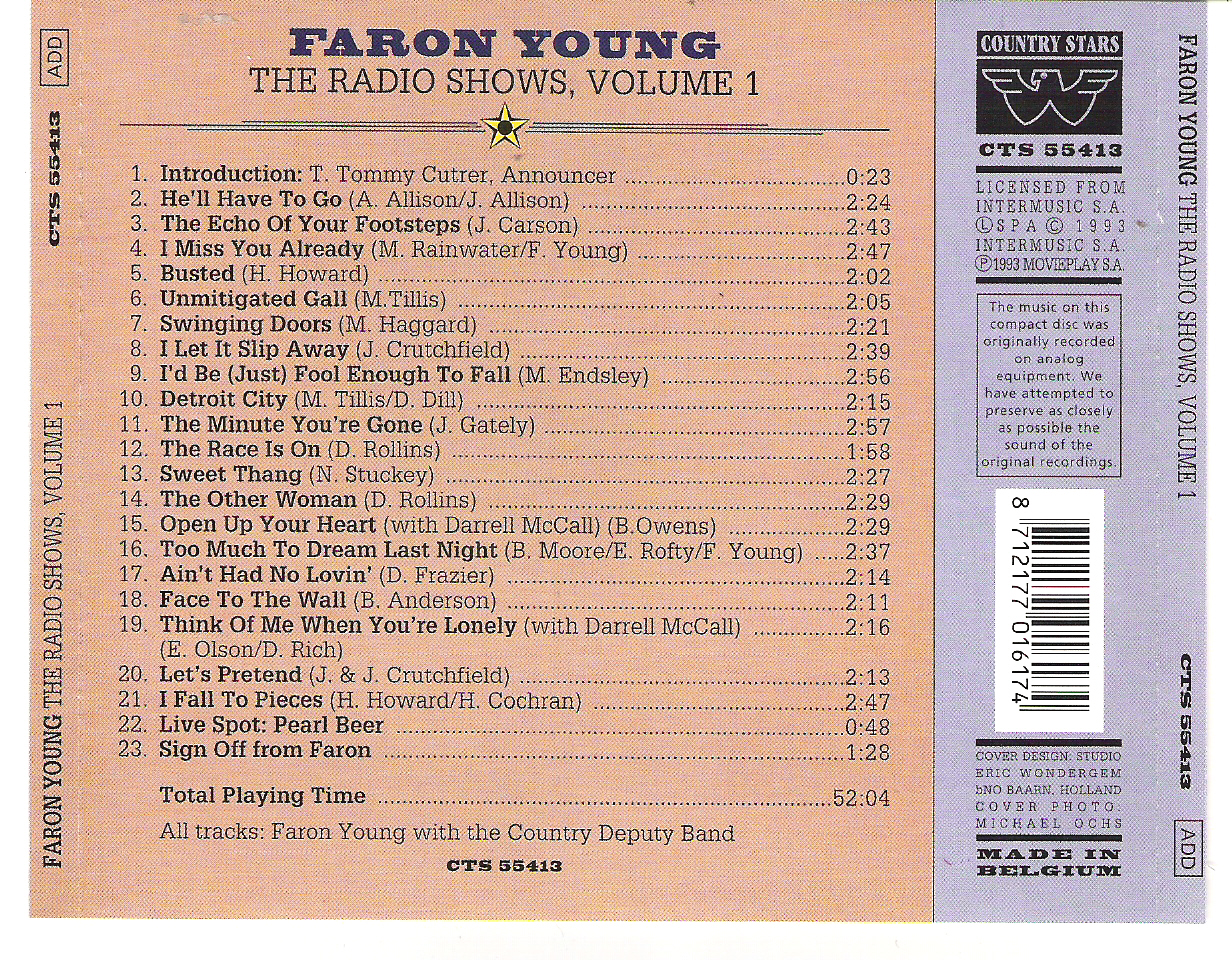 FARON YOUNG
THE RADIO SHOWS, VOLUME 1
1. Introduction: T. Tommy Cutrer, Announcer ....0:23
2. He'll Have To Go (A. Allison/J. Allison) ....2:24
3. The Echo Of Your Footsteps (J. Carson) ....2:43
4. I Miss You Already (M. Rainwater/F. Young) ....2:47
5. Busted (H. Howard) ....2:02
6. Unmitigated Gall (M.Tillis) ....2:05
7. Swinging Doors (M. Haggard) ....2:21
8. I Let It Slip Away (J. Crutchfield) ....2:39
9. I'd Be (Just) Fool Enough To Fall (M. Endsley) ....2:56
10. Detroit City (M. Tillis/D. Dill) ....2:15
11. The Minute You're Gone (J. Gately) ....2:57
12. The Race Is On (D. Rollins) ....1:58
13. Sweet Thang (N. Stuckey) ....2:27
14. The Other Woman (D. Rollins) ....2:29
15. Open Up Your Heart (with Darrell McCall) (B.Owens) ....2:29
16. Too Much To Dream Last Night (B. Moore/E. Rofty/F. Young) ....2:37
17. Ain't Had No Lovin' (D. Frazier) ....2:14
18. Face To The Wall (B. Anderson) ....2:11
19. Think Of Me When You're Lonely (with Darrell McCall) ....2:16
(E. Olson/D. Rich)
20. Let's Pretend (J. & J. Crutchfield) ....2:13
21. I Fall To Pieces (H. Howard/H. Cochran) ....2:47
22. Live Spot: Pearl Beer ....0:48
23. Sign Off from Faron ....1:28
Total Playing Time ....52:04
All tracks: Faron Young with the Country Deputy Band
CTS 55413
COUNTRY STARS
CTS 55413
LICENSED FROM
INTERMUSIC S.A.
Ⓛ S P A © 1993
INTERMUSIC S.A.
℗1993 MOVIEPLAY S.A.
The music on this
compact disc was
originally recorded
on analog
equipment. We
have attempted to
preserve as closely
as possible the
sound of the
original recordings.
8 712177 016174
COVER DESIGN: STUDIO
ERIC WONDERGEM
bNO BAARN, HOLLAND
COVER PHOTO:
MICHAEL OCHS
MADE IN
BELGIUM
FARON YOUNG THE RADIO SHOWS, VOLUME 1 CTS 55413 ADD
FARON YOUNG THE RADIO SHOWS, VOLUME 1 CTS 55413 ADD